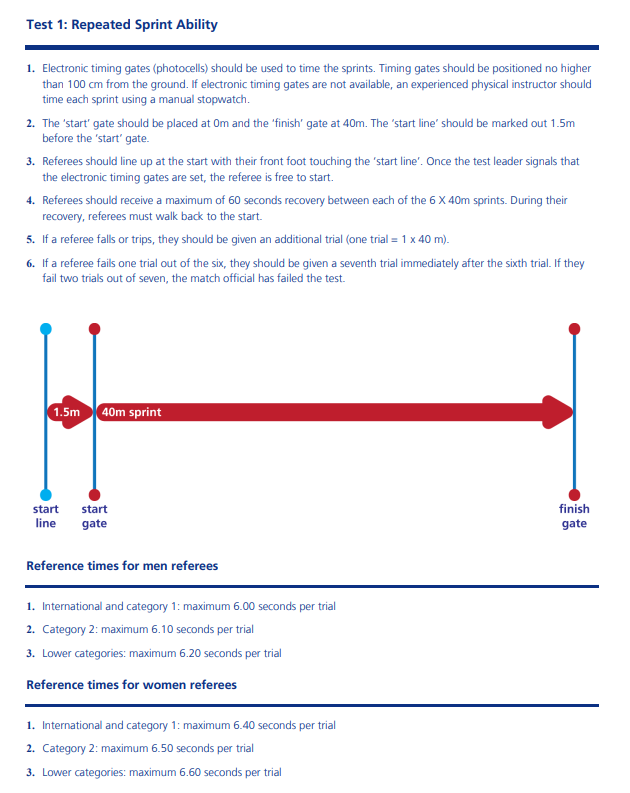 Test 1: Repeated Sprint Ability
1. Electronic timing gates (photocells) should be used to time the sprints. Timing gates should be positioned no higher
than 100 cm from the ground. If electronic timing gates are not available, an experienced physical instructor should
time each sprint using a manual stopwatch.
2. The ‘start’ gate should be placed at 0m and the ‘finish’ gate at 40m. The ‘start line’ should be marked out 1.5m
before the ‘start’ gate.
3. Referees should line up at the start with their front foot touching the ‘start line’. Once the test leader signals that
the electronic timing gates are set, the referee is free to start.
4. Referees should receive a maximum of 60 seconds recovery between each of the 6 X 40m sprints. During their
recovery, referees must walk back to the start.
5. If a referee falls or trips, they should be given an additional trial (one trial = 1 x 40 m).
6. If a referee fails one trial out of the six, they should be given a seventh trial immediately after the sixth trial. If they
fail two trials out of seven, the match official has failed the test.
1.5m 40m sprint
start line
start gate
finish gate
Reference times for men referees
1. International and category 1: maximum 6.00 seconds per trial
2. Category 2: maximum 6.10 seconds per trial
3. Lower categories: maximum 6.20 seconds per trial
Reference times for women referees
1. International and category 1: maximum 6.40 seconds per trial
2. Category 2: maximum 6.50 seconds per trial
3. Lower categories: maximum 6.60 seconds per trial